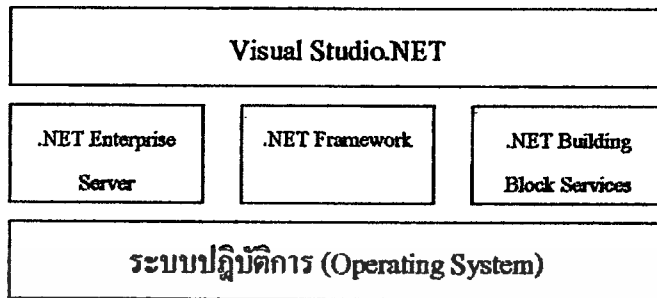 Visual Studio.NET
.NET Enterprise
Server
.NET Framework
.NET Building
Block Services
ระบบปฏิบัติการ (Operating System)